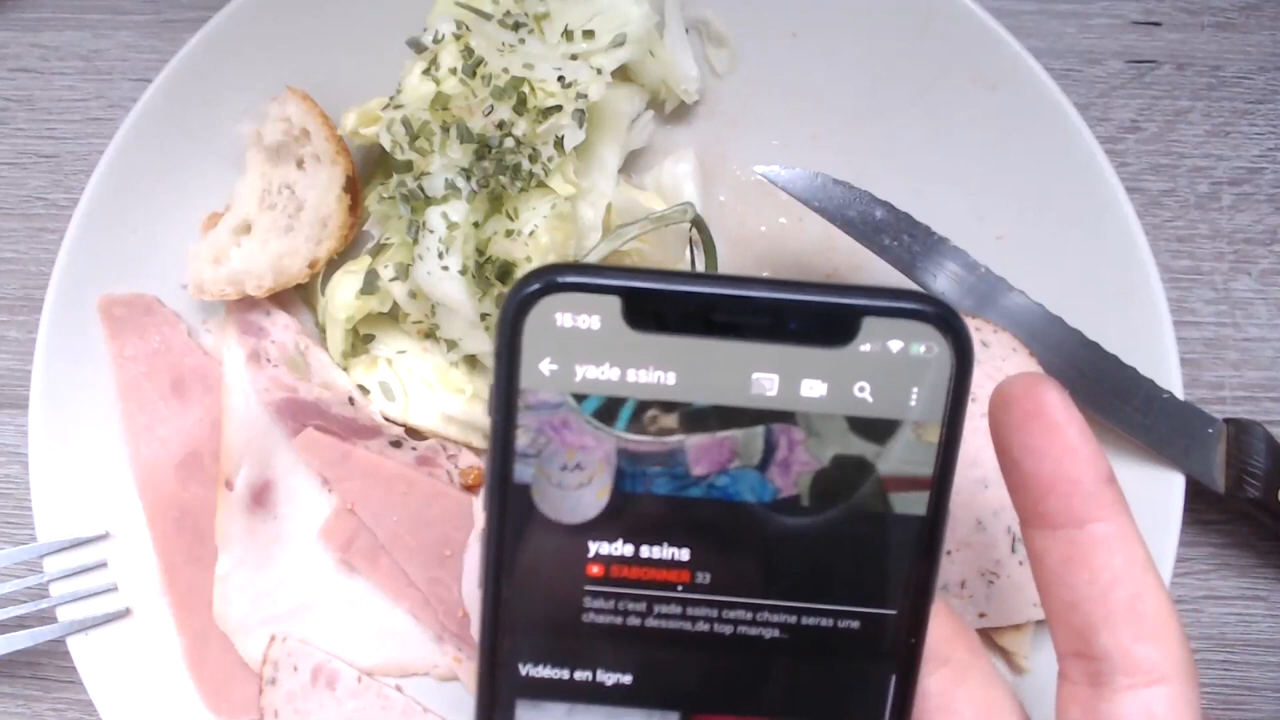 15:05
yade ssins
yade ssins
S'ABONNER 33
Salut c'est yade ssins cette chaine seras une
chaine de dessins,de top manga...
Vidéos en ligne